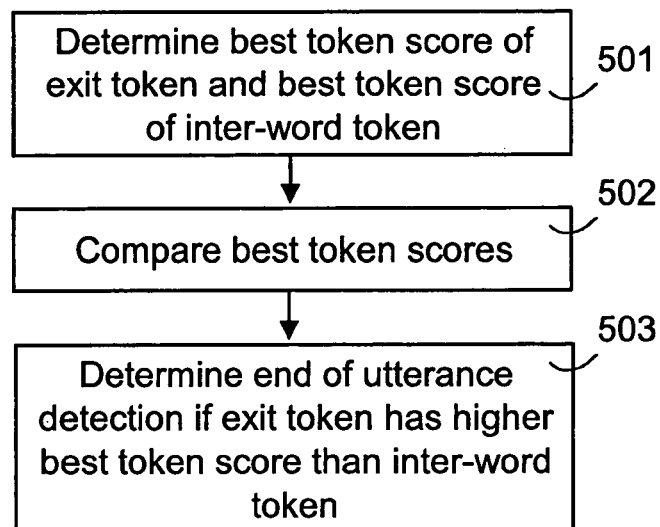 Determine best token score of
exit token and best token score
of inter-word token
501
Compare best token scores
502
Determine end of utterance
detection if exit token has higher
best token score than inter-word
token
503